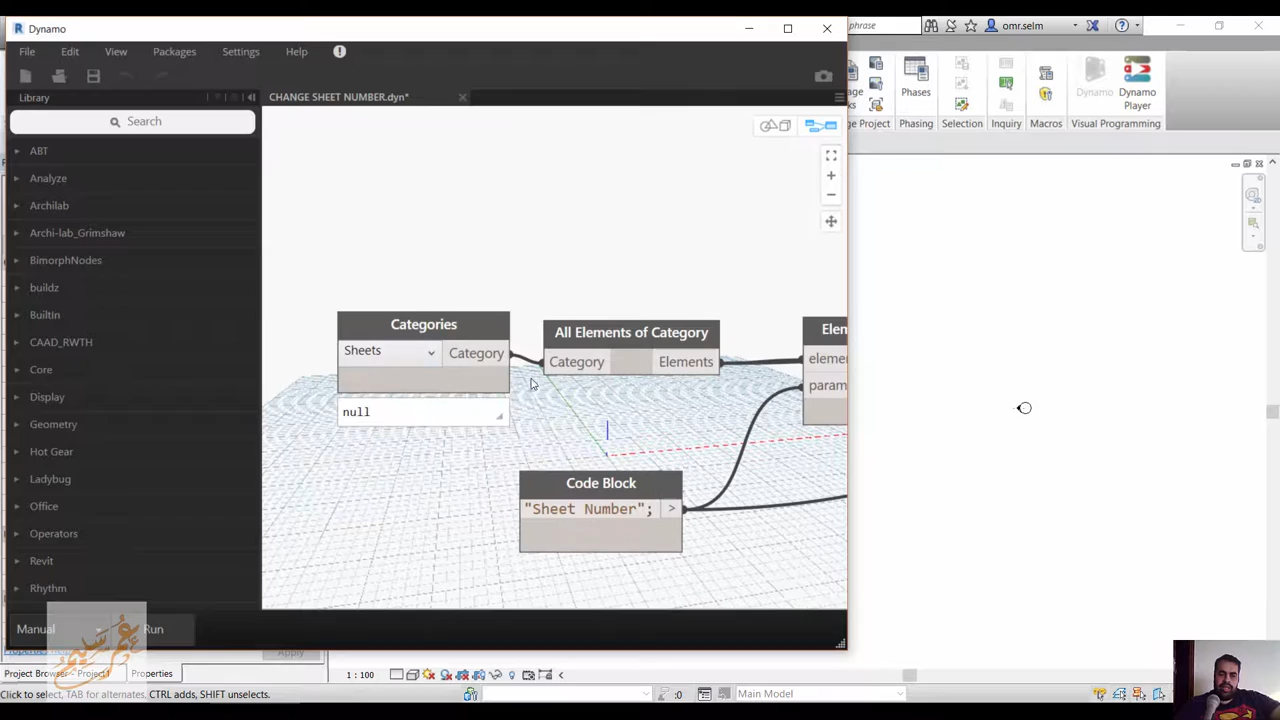 Dynamo
phrase
omr.selm
File Edit View Packages Settings Help
Library
CHANGE SHEET NUMBER.dyn*
Search
ABT
Analyze
Archilab
Archi-lab_Grimshaw
BimorphNodes
buildz
BuiltIn
CAAD_RWTH
Core
Display
Geometry
Hot Gear
Ladybug
Office
Operators
Revit
Rhythm
Categories
Sheets
Category
null
All Elements of Category
Category
Elements
Code Block
"Sheet Number";
>
Elem
elemen
param
Manual
Run
Phases
Dynamo
Dynamo
Player
ge Project
Phasing
Selection
Inquiry
Macros
Visual Programming
Apply
Project Browser - Project1
Properties
1 : 100
Click to select, TAB for alternates, CTRL adds, SHIFT unselects.
:0
Main Model
عمر سليم